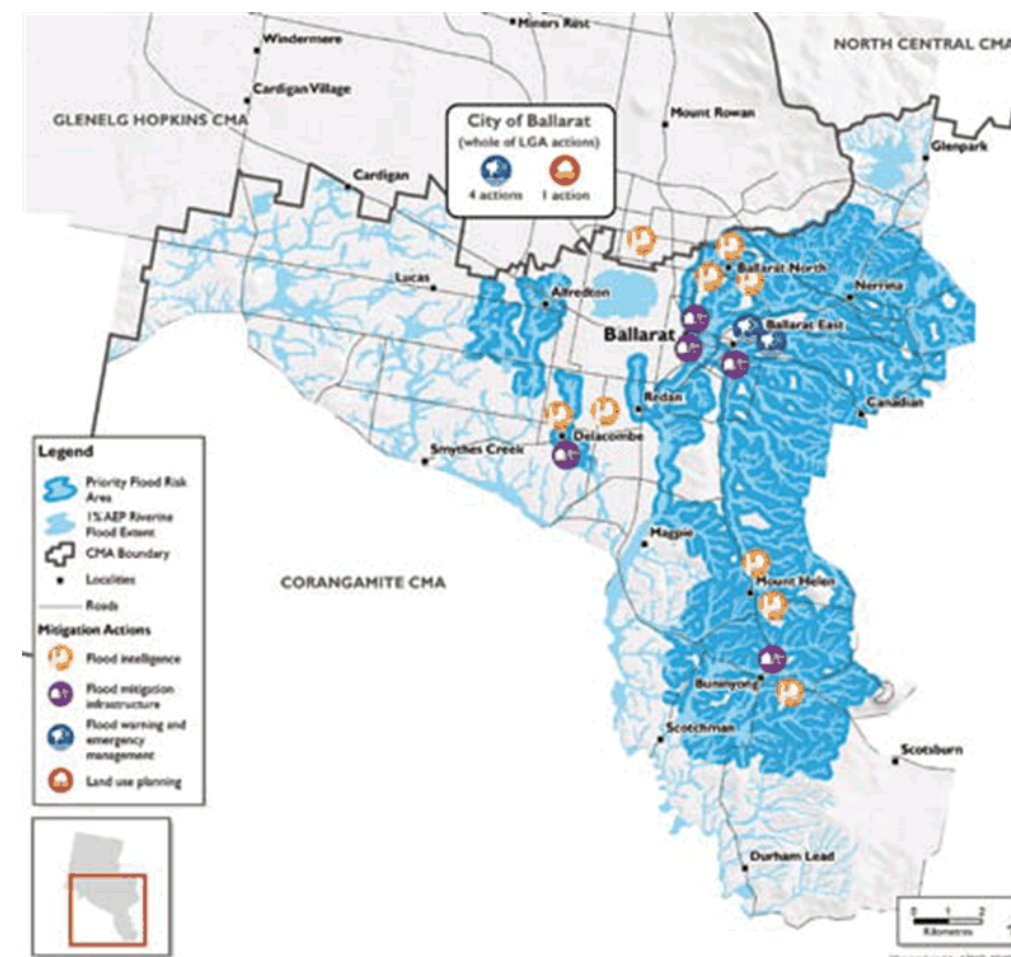 Miners Rest
Windermere
NORTH CENTRAL CMA
Cardigan Village
GLENELG HOPKINS CMA
Mount Rowan
City of Ballarat
(whole of LGA actions)
4 actions
1 action
Glenpark
Cardigan
Ballarat North
Lucas
Nerrina
Alfredton
Ballarat East
Ballarat
Redan
Canadian
Delacombe
Smythes Creek
Magpie
CORANGAMITE CMA
Mount Helen
Buninyong
Scotchman
Scotsburn
Durham Lead
Legend
Priority Flood Risk
Area
1% AEP Riverine
Flood Extent
CMA Boundary
Localities
Roads
Mitigation Actions
Flood intelligence
Flood mitigation
infrastructure
Flood warning and
emergency
management
Land use planning
0 1 2
Kilometres